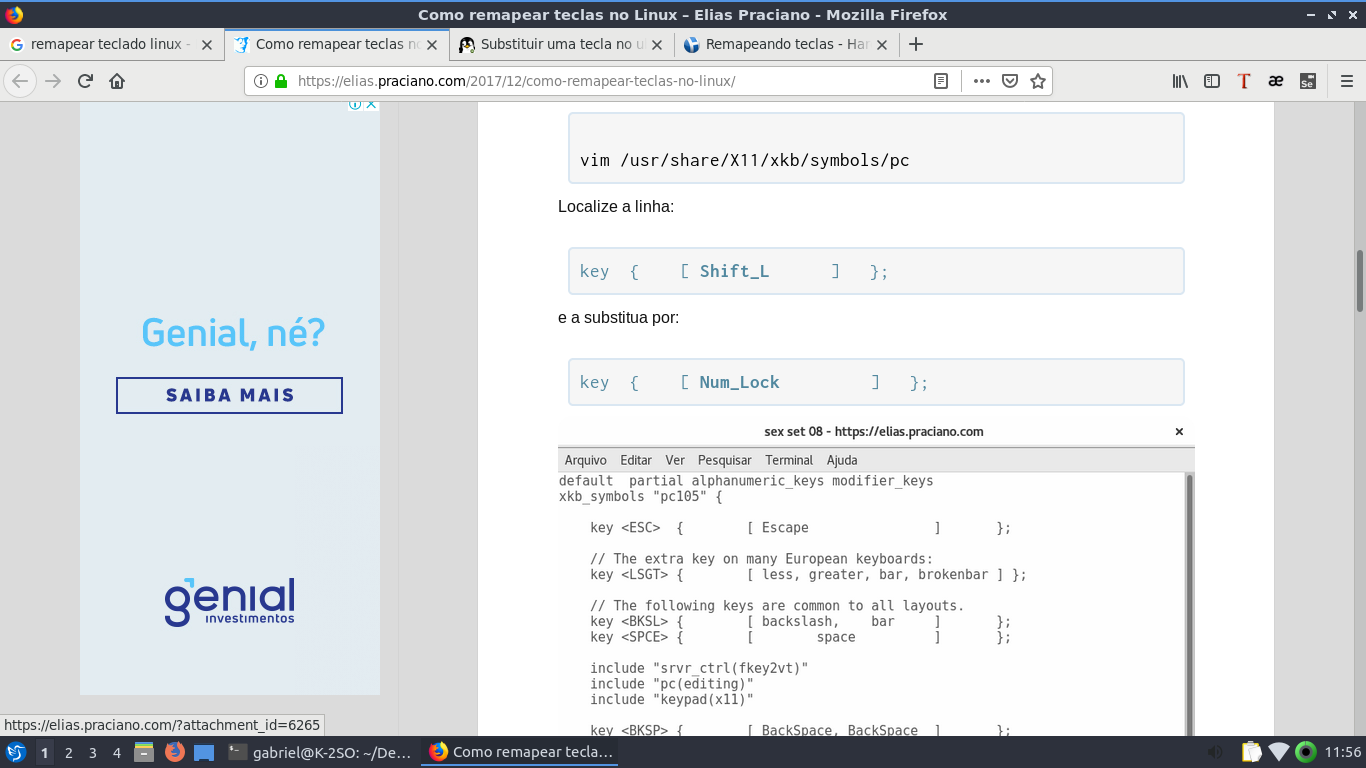 Como remapear teclas no Linux – Elias Praciano - Mozilla Firefox
remapear teclado linux -
Como remapear teclas no
Substituir uma tecla no u
Remapeando teclas - Har
https://elias.praciano.com/2017/12/como-remapear-teclas-no-linux/
vim /usr/share/X11/xkb/symbols/pc
Localize a linha:
key  {    [ Shift_L      ]   };
e a substitua por:
key  {    [ Num_Lock         ]   };
Genial, né?
SAIBA MAIS
genial
investimentos
sex set 08 - https://elias.praciano.com
Arquivo Editar Ver Pesquisar Terminal Ajuda
default  partial alphanumeric_keys modifier_keys
xkb_symbols "pc105" {
    key <ESC>  {        [ Escape                ]       };
    // The extra key on many European keyboards:
    key <LSGT> {        [ less, greater, bar, brokenbar ] };
    // The following keys are common to all layouts.
    key <BKSL> {        [ backslash,    bar     ]       };
    key <SPCE> {        [        space          ]       };
    include "srvr_ctrl(fkey2vt)"
    include "pc(editing)"
    include "keypad(x11)"
    key <BKSP> {        [ BackSpace, BackSpace  ]       };
https://elias.praciano.com/?attachment_id=6265
1 2 3 4
gabriel@K-2SO: ~/De...
Como remapear tecla...
11:56